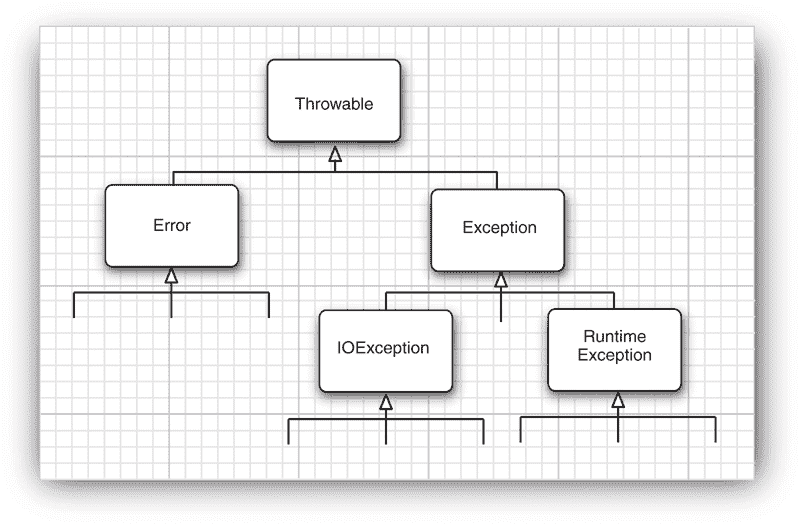 Throwable
Error
Exception
IOException
Runtime
Exception